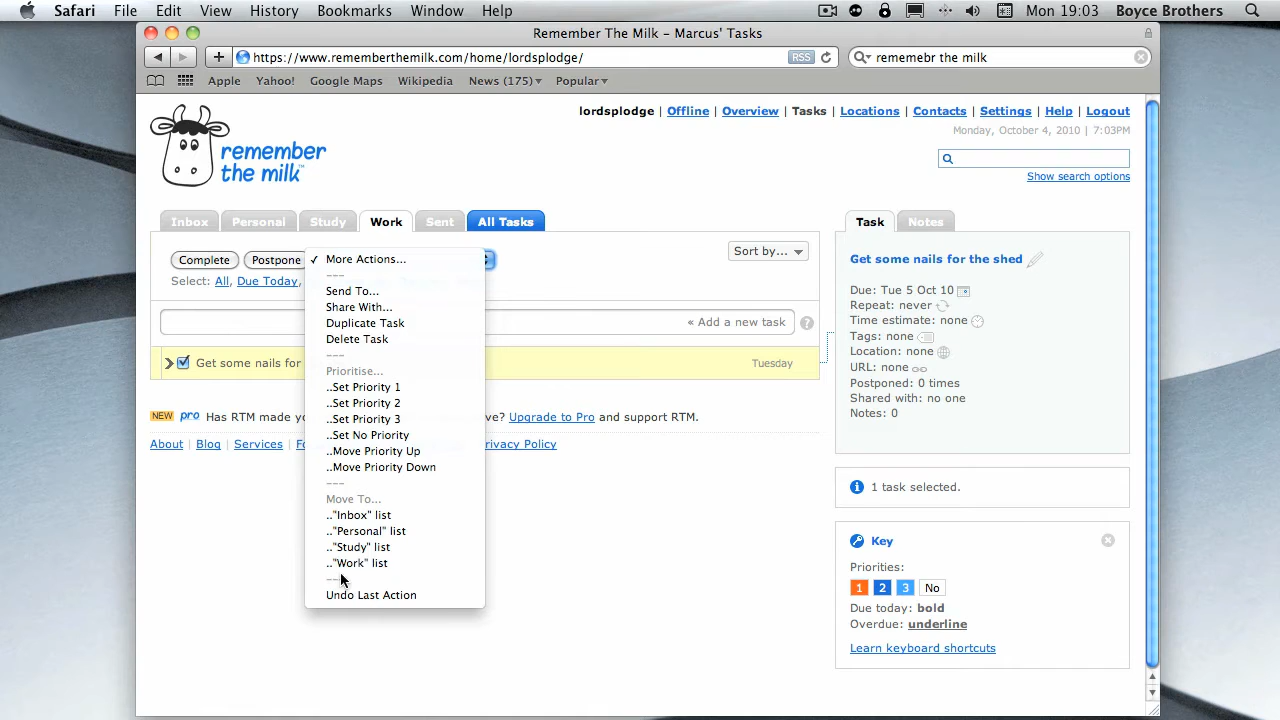 Safari File Edit View History Bookmarks Window Help Mon 19:03 Boyce Brothers
Remember The Milk – Marcus' Tasks
https://www.rememberthemilk.com/home/lordsplodge/ RSS rememebr the milk
Apple Yahoo! Google Maps Wikipedia News (175) Popular
lordsplodge | Offline | Overview | Tasks | Locations | Contacts | Settings | Help | Logout
Monday, October 4, 2010 | 7:03PM
remember
the milk™
Show search options
Inbox Personal Study Work Sent All Tasks
Complete Postpone
Sort by...
Select: All, Due Today,
« Add a new task
Get some nails for
Tuesday
✓ More Actions...
---
Send To...
Share With...
Duplicate Task
Delete Task
---
Prioritise...
..Set Priority 1
..Set Priority 2
..Set Priority 3
..Set No Priority
..Move Priority Up
..Move Priority Down
---
Move To...
.."Inbox" list
.."Personal" list
.."Study" list
.."Work" list
---
Undo Last Action
NEW pro Has RTM made yo ve? Upgrade to Pro and support RTM.
About | Blog | Services | Fo rivacy Policy
Task Notes
Get some nails for the shed
Due: Tue 5 Oct 10
Repeat: never
Time estimate: none
Tags: none
Location: none
URL: none
Postponed: 0 times
Shared with: no one
Notes: 0
1 task selected.
Key
Priorities:
1 2 3 No
Due today: bold
Overdue: underline
Learn keyboard shortcuts